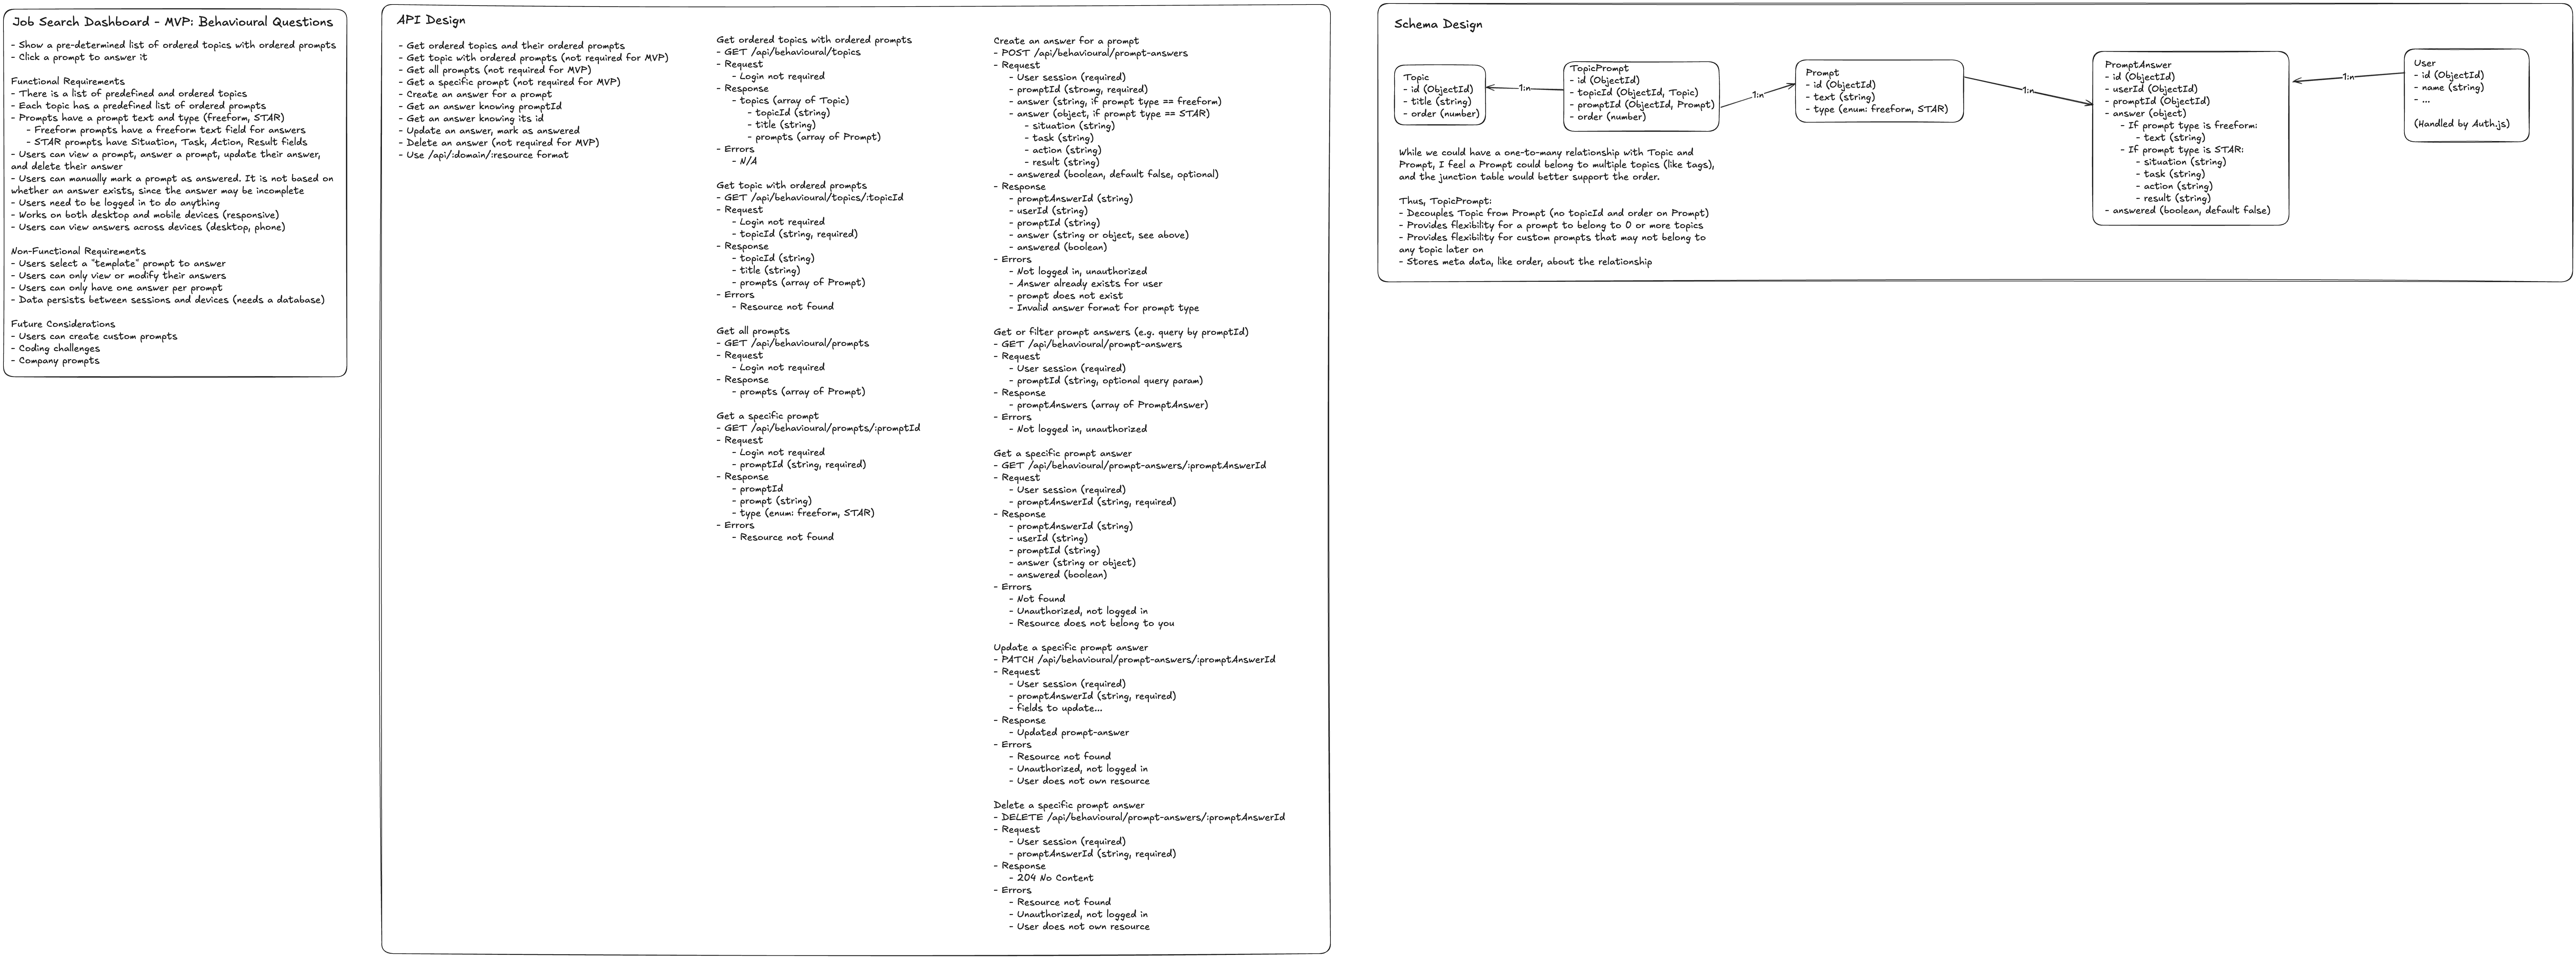 Job Search Dashboard - MVP: Behavioural Questions
- Show a pre-determined list of ordered topics with ordered prompts
- Click a prompt to answer it
Functional Requirements
- There is a list of predefined and ordered topics
- Each topic has a predefined list of ordered prompts
- Prompts have a prompt text and type (freeform, STAR)
- Freeform prompts have a freeform text field for answers
- STAR prompts have Situation, Task, Action, Result fields
- Users can view a prompt, answer a prompt, update their answer,
and delete their answer
- Users can manually mark a prompt as answered. It is not based on
whether an answer exists, since the answer may be incomplete
- Users need to be logged in to do anything
- Works on both desktop and mobile devices (responsive)
- Users can view answers across devices (desktop, phone)
Non-Functional Requirements
- Users select a "template" prompt to answer
- Users can only view or modify their answers
- Users can only have one answer per prompt
- Data persists between sessions and devices (needs a database)
Future Considerations
- Users can create custom prompts
- Coding challenges
- Company prompts
API Design
- Get ordered topics and their ordered prompts
- Get topic with ordered prompts (not required for MVP)
- Get all prompts (not required for MVP)
- Get a specific prompt (not required for MVP)
- Create an answer for a prompt
- Get an answer knowing promptId
- Get an answer knowing its id
- Update an answer, mark as answered
- Delete an answer (not required for MVP)
- Use /api/:domain/:resource format
Get ordered topics with ordered prompts
- GET /api/behavioural/topics
- Request
- Login not required
- Response
- topics (array of Topic)
- topicId (string)
- title (string)
- prompts (array of Prompt)
- Errors
- N/A
Get topic with ordered prompts
- GET /api/behavioural/topics/:topicId
- Request
- Login not required
- topicId (string, required)
- Response
- topicId (string)
- title (string)
- prompts (array of Prompt)
- Errors
- Resource not found
Get all prompts
- GET /api/behavioural/prompts
- Request
- Login not required
- Response
- prompts (array of Prompt)
Get a specific prompt
- GET /api/behavioural/prompts/:promptId
- Request
- Login not required
- promptId (string, required)
- Response
- promptId
- prompt (string)
- type (enum: freeform, STAR)
- Errors
- Resource not found
Create an answer for a prompt
- POST /api/behavioural/prompt-answers
- Request
- User session (required)
- promptId (stromg, required)
- answer (string, if prompt type == freeform)
- answer (object, if prompt type == STAR)
- situation (string)
- task (string)
- action (string)
- result (string)
- answered (boolean, default false, optional)
- Response
- promptAnswerId (string)
- userId (string)
- promptId (string)
- answer (string or object, see above)
- answered (boolean)
- Errors
- Not logged in, unauthorized
- Answer already exists for user
- prompt does not exist
- Invalid answer format for prompt type
Get or filter prompt answers (e.g. query by promptId)
- GET /api/behavioural/prompt-answers
- Request
- User session (required)
- promptId (string, optional query param)
- Response
- promptAnswers (array of PromptAnswer)
- Errors
- Not logged in, unauthorized
Get a specific prompt answer
- GET /api/behavioural/prompt-answers/:promptAnswerId
- Request
- User session (required)
- promptAnswerId (string, required)
- Response
- promptAnswerId (string)
- userId (string)
- promptId (string)
- answer (string or object)
- answered (boolean)
- Errors
- Not found
- Unauthorized, not logged in
- Resource does not belong to you
Update a specific prompt answer
- PATCH /api/behavioural/prompt-answers/:promptAnswerId
- Request
- User session (required)
- promptAnswerId (string, required)
- fields to update...
- Response
- Updated prompt-answer
- Errors
- Resource not found
- Unauthorized, not logged in
- User does not own resource
Delete a specific prompt answer
- DELETE /api/behavioural/prompt-answers/:promptAnswerId
- Request
- User session (required)
- promptAnswerId (string, required)
- Response
- 204 No Content
- Errors
- Resource not found
- Unauthorized, not logged in
- User does not own resource
Schema Design
Topic
- id (ObjectId)
- title (string)
- order (number)
1:n
TopicPrompt
- id (ObjectId)
- topicId (ObjectId, Topic)
- promptId (ObjectId, Prompt)
- order (number)
1:n
Prompt
- id (ObjectId)
- text (string)
- type (enum: freeform, STAR)
1:n
PromptAnswer
- id (ObjectId)
- userId (ObjectId)
- promptId (ObjectId)
- answer (object)
- If prompt type is freeform:
- text (string)
- If prompt type is STAR:
- situation (string)
- task (string)
- action (string)
- result (string)
- answered (boolean, default false)
1:n
User
- id (ObjectId)
- name (string)
- ...
(Handled by Auth.js)
While we could have a one-to-many relationship with Topic and
Prompt, I feel a Prompt could belong to multiple topics (like tags),
and the junction table would better support the order.
Thus, TopicPrompt:
- Decouples Topic from Prompt (no topicId and order on Prompt)
- Provides flexibility for a prompt to belong to 0 or more topics
- Provides flexibility for custom prompts that may not belong to
any topic later on
- Stores meta data, like order, about the relationship